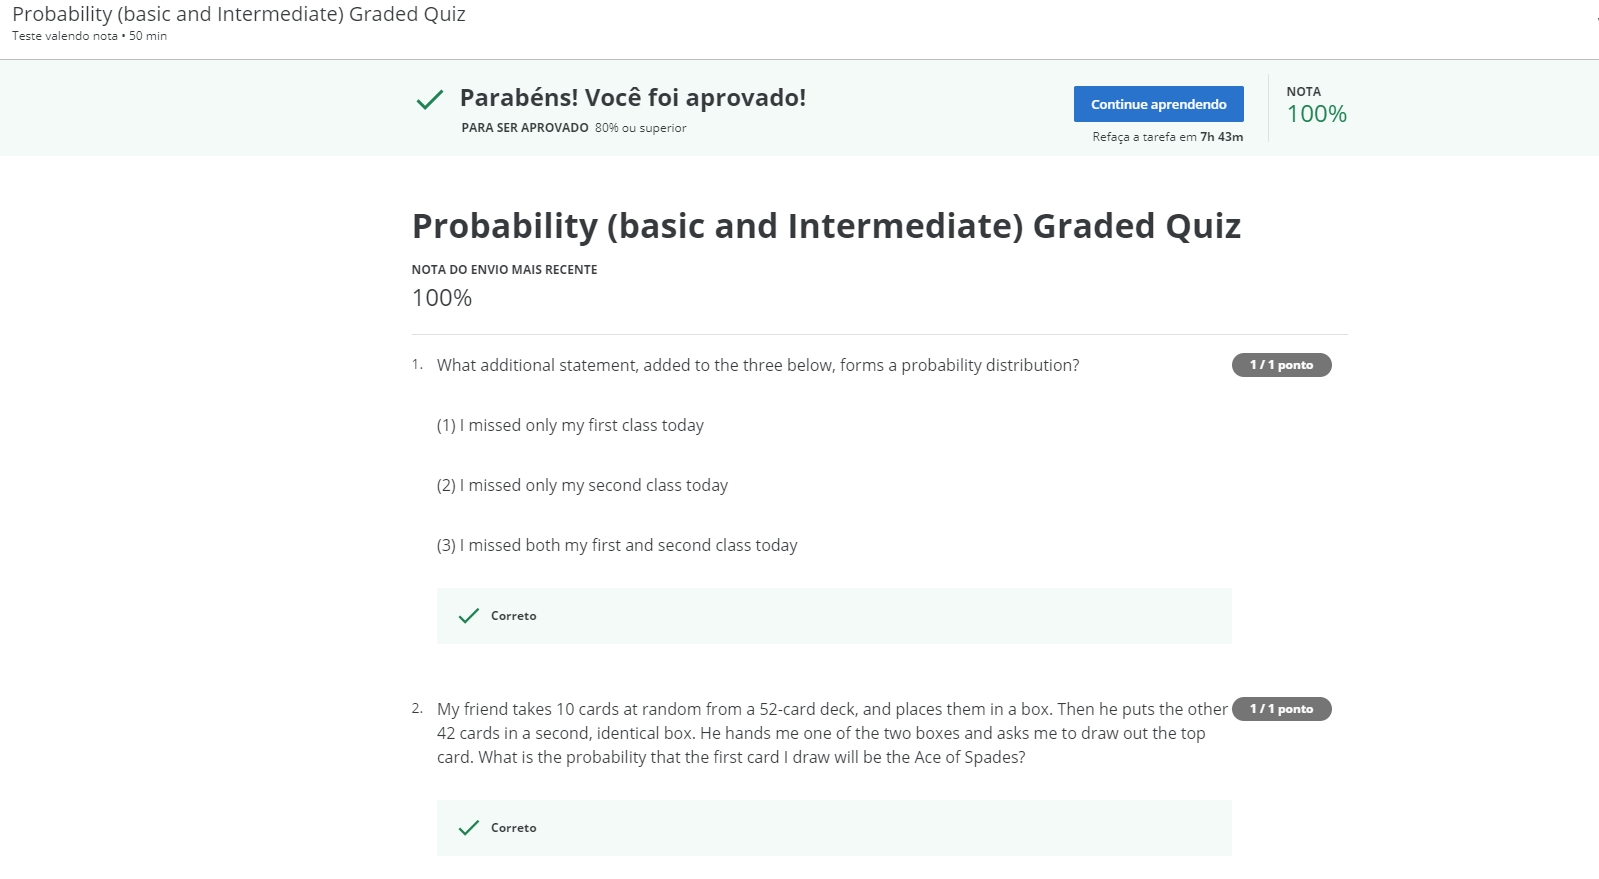 Probability (basic and Intermediate) Graded Quiz
Teste valendo nota • 50 min
Parabéns! Você foi aprovado!
PARA SER APROVADO 80% ou superior
Continue aprendendo
Refaça a tarefa em 7h 43m
NOTA
100%
Probability (basic and Intermediate) Graded Quiz
NOTA DO ENVIO MAIS RECENTE
100%
1. What additional statement, added to the three below, forms a probability distribution?
1 / 1 ponto
(1) I missed only my first class today
(2) I missed only my second class today
(3) I missed both my first and second class today
Correto
2. My friend takes 10 cards at random from a 52-card deck, and places them in a box. Then he puts the other
1 / 1 ponto
42 cards in a second, identical box. He hands me one of the two boxes and asks me to draw out the top
card. What is the probability that the first card I draw will be the Ace of Spades?
Correto